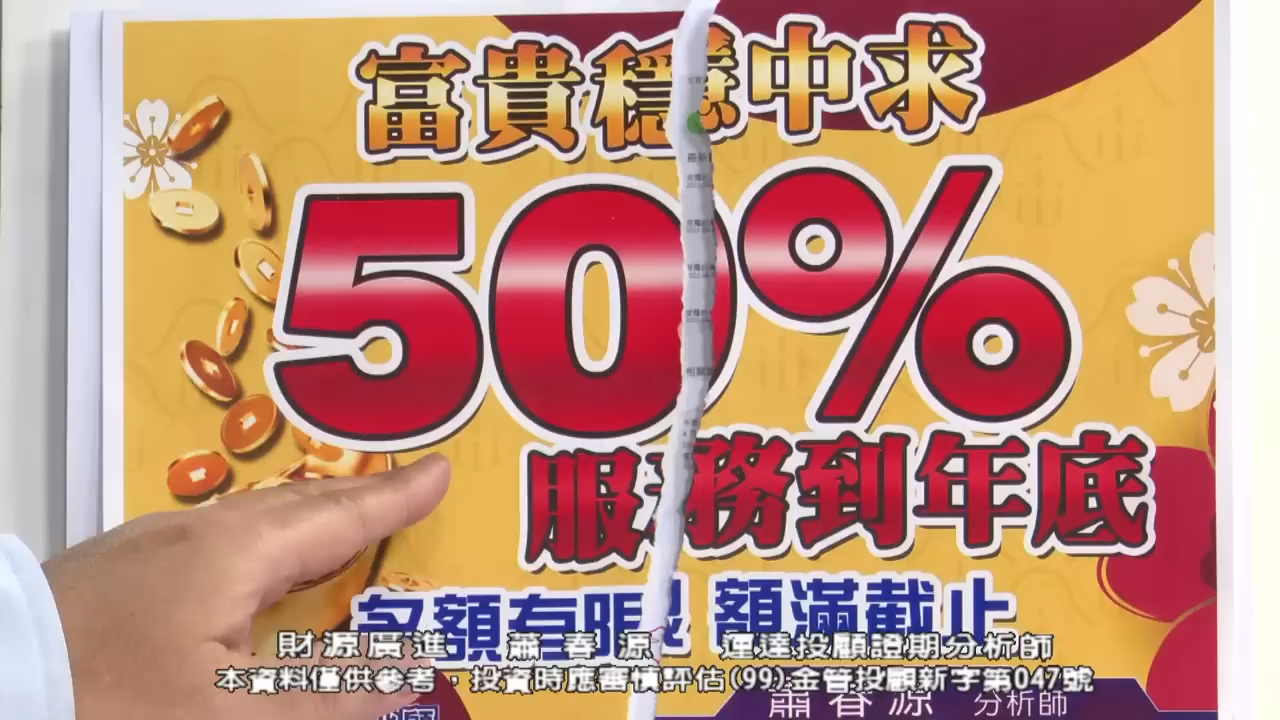 富貴穩中求
50%
服務到年底
名額有限 額滿截止
財源廣進 蕭春源 運達投顧證期分析師
本資料僅供參考，投資時應審慎評估(99)金管投顧新字第047號
蕭春源 分析師